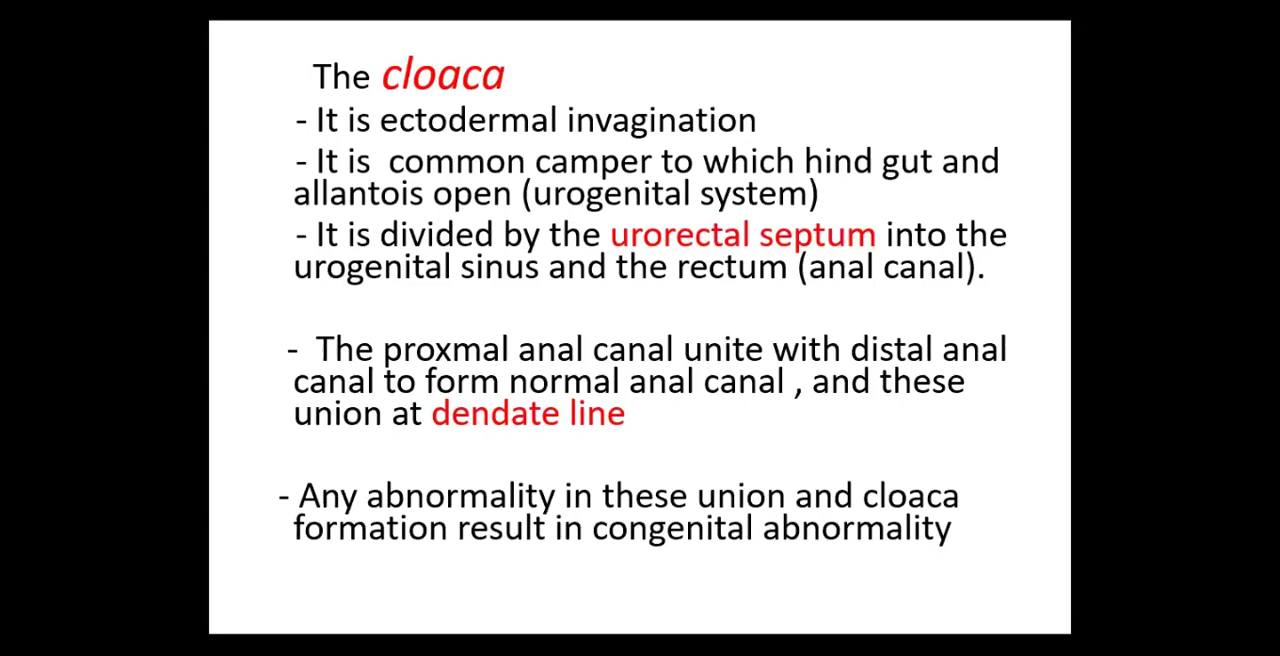 The cloaca
- It is ectodermal invagination
- It is common camper to which hind gut and
allantois open (urogenital system)
- It is divided by the urorectal septum into the
urogenital sinus and the rectum (anal canal).
- The proxmal anal canal unite with distal anal
canal to form normal anal canal , and these
union at dendate line
- Any abnormality in these union and cloaca
formation result in congenital abnormality